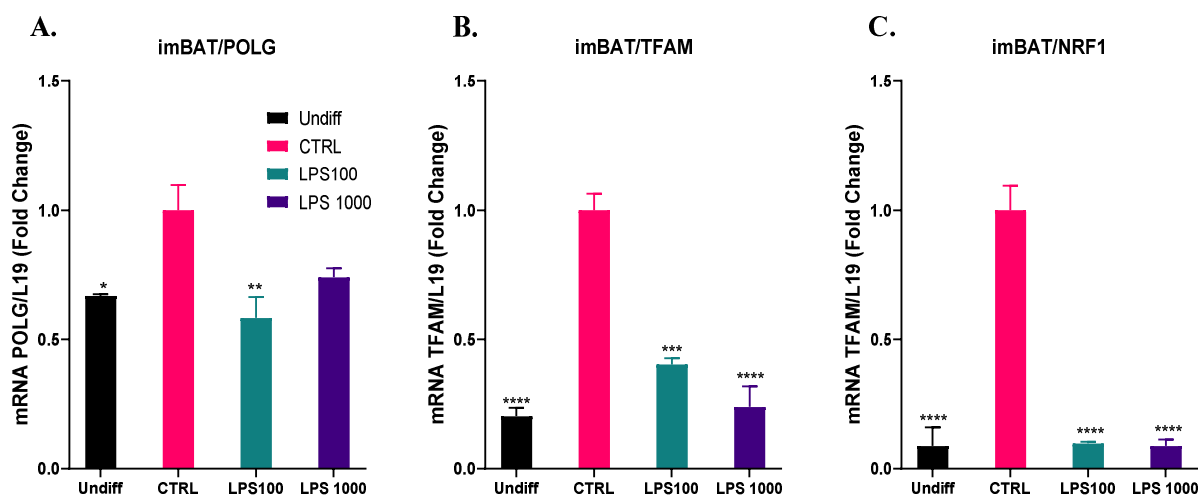 A.
imBAT/POLG
mRNA POLG/L19 (Fold Change)
1.5
1.0
0.5
0.0
Undiff
CTRL
LPS100
LPS 1000
*
**
Undiff
CTRL
LPS100
LPS 1000
B.
imBAT/TFAM
mRNA TFAM/L19 (Fold Change)
1.5
1.0
0.5
0.0
****
***
****
Undiff
CTRL
LPS100
LPS 1000
C.
imBAT/NRF1
mRNA TFAM/L19 (Fold Change)
1.5
1.0
0.5
0.0
****
****
****
Undiff
CTRL
LPS100
LPS 1000